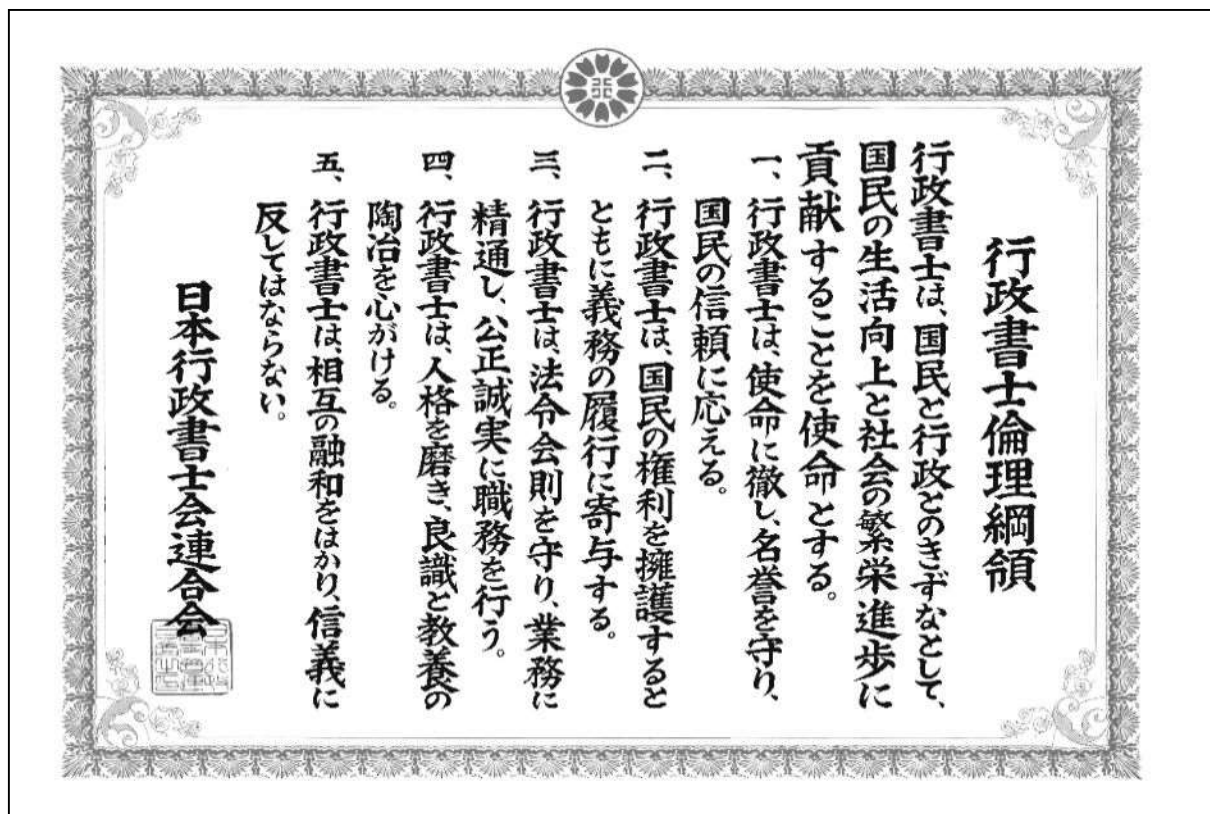 行政書士倫理綱領
行政書士は、国民と行政とのきずなとして、
国民の生活向上と社会の繁栄進歩に
貢献することを使命とする。
一、行政書士は、使命に徹し、名誉を守り、
国民の信頼に応える。
二、行政書士は、国民の権利を擁護すると
ともに義務の履行に寄与する。
三、行政書士は、法令会則を守り、業務に
精通し、公正誠実に職務を行う。
四、行政書士は、人格を磨き、良識と教養の
陶冶を心がける。
五、行政書士は、相互の融和をはかり、信義に
反してはならない。
日本行政書士会連合会